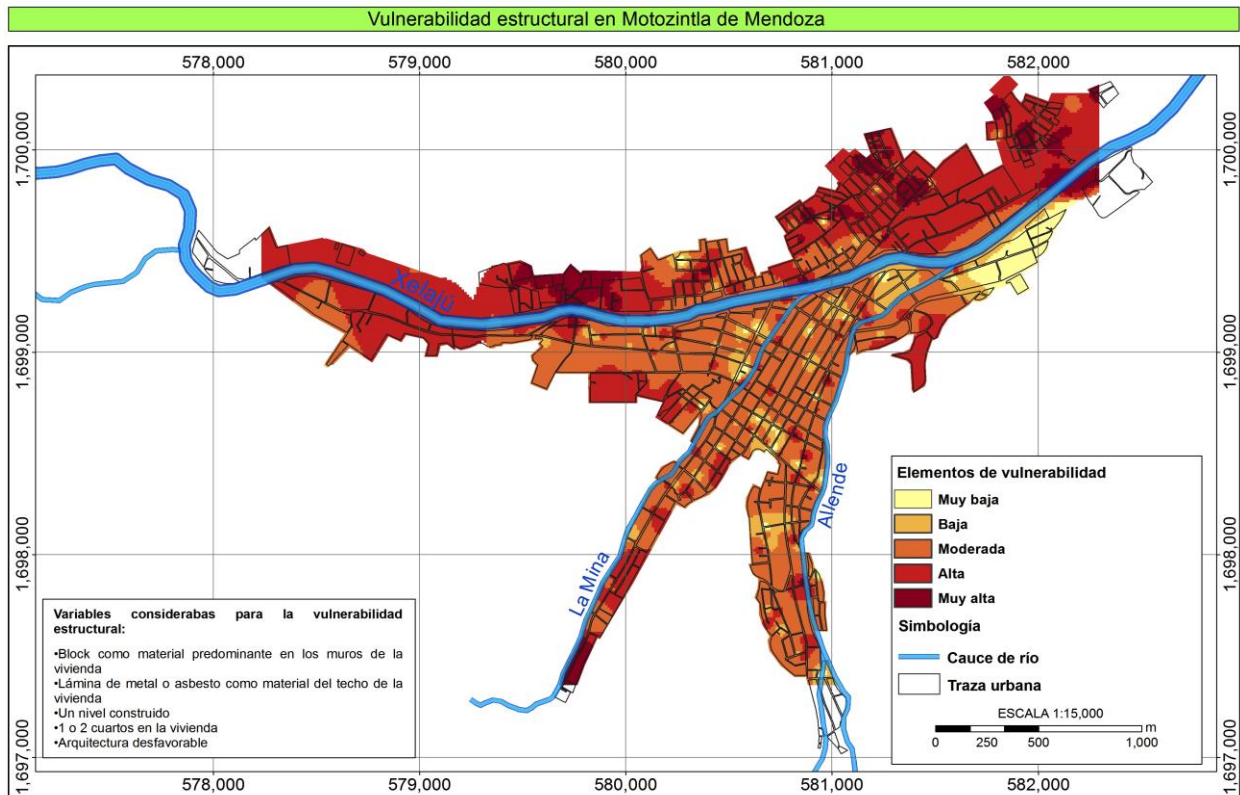 Vulnerabilidad estructural en Motozintla de Mendoza
578,000 579,000 580,000 581,000 582,000
1,700,000
1,700,000
Xelajú
1,699,000
1,699,000
Allende
La Mina
1,698,000
1,698,000
Elementos de vulnerabilidad
Muy baja
Baja
Moderada
Alta
Muy alta
Simbología
Cauce de río
Traza urbana
ESCALA 1:15,000
m
0 250 500 1,000
Variables considerabas para la vulnerabilidad
estructural:
•Block como material predominante en los muros de la
vivienda
•Lámina de metal o asbesto como material del techo de la
vivienda
•Un nivel construido
•1 o 2 cuartos en la vivienda
•Arquitectura desfavorable
1,697,000
1,697,000
578,000 579,000 580,000 581,000 582,000